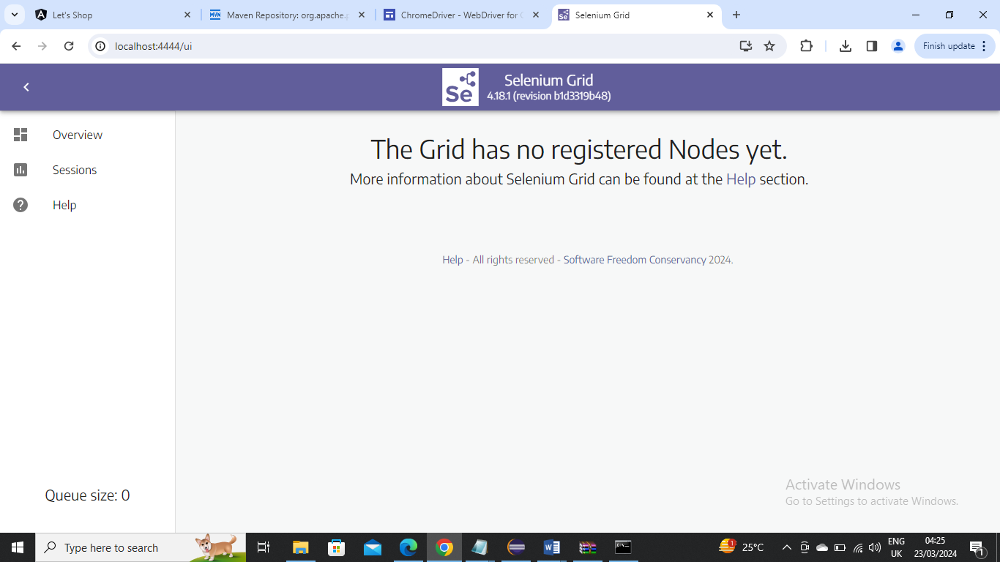 Let's Shop
Maven Repository: org.apache.p
ChromeDriver - WebDriver for C
Selenium Grid
localhost:4444/ui
Finish update
Se
Selenium Grid
4.18.1 (revision b1d3319b48)
Overview
Sessions
Help
The Grid has no registered Nodes yet.
More information about Selenium Grid can be found at the Help section.
Help - All rights reserved - Software Freedom Conservancy 2024.
Queue size: 0
Activate Windows
Go to Settings to activate Windows.
Type here to search
25°C
ENG
UK
04:25
23/03/2024